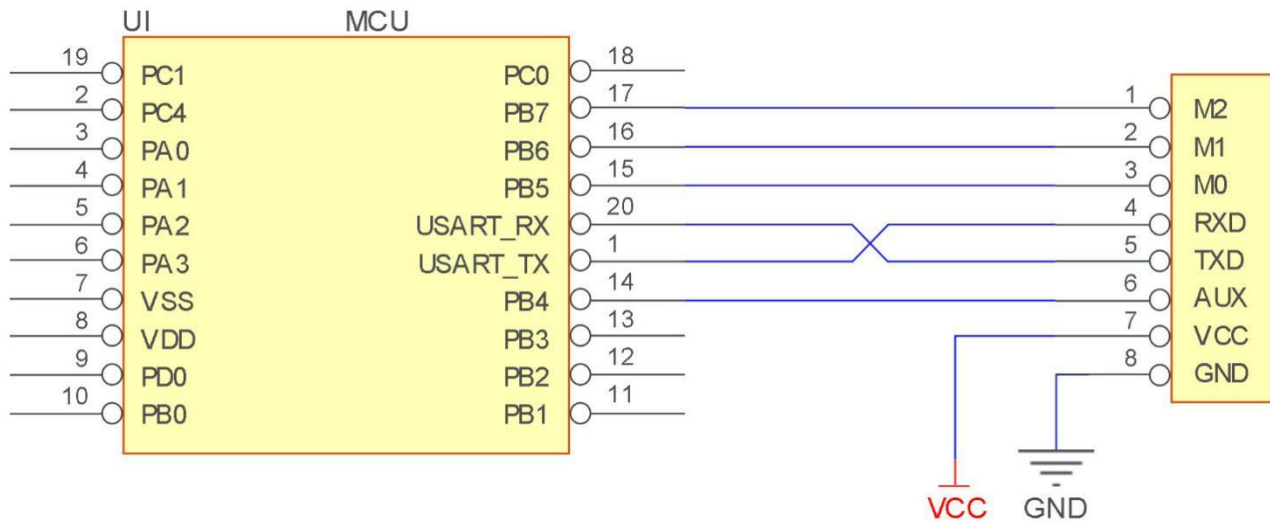 UI MCU
19 PC1 PC0 18
2 PC4 PB7 17 1 M2
3 PA0 PB6 16 2 M1
4 PA1 PB5 15 3 M0
5 PA2 USART_RX 20 4 RXD
6 PA3 USART_TX 1 5 TXD
7 VSS PB4 14 6 AUX
8 VDD PB3 13 7 VCC
9 PD0 PB2 12 8 GND
10 PB0 PB1 11
VCC GND